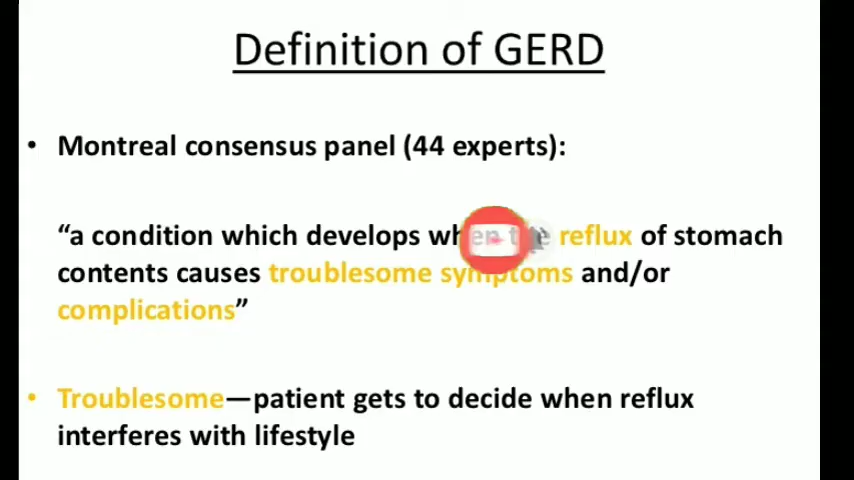 Definition of GERD
• Montreal consensus panel (44 experts):
“a condition which develops when the reflux of stomach
contents causes troublesome symptoms and/or
complications”
• Troublesome—patient gets to decide when reflux
interferes with lifestyle